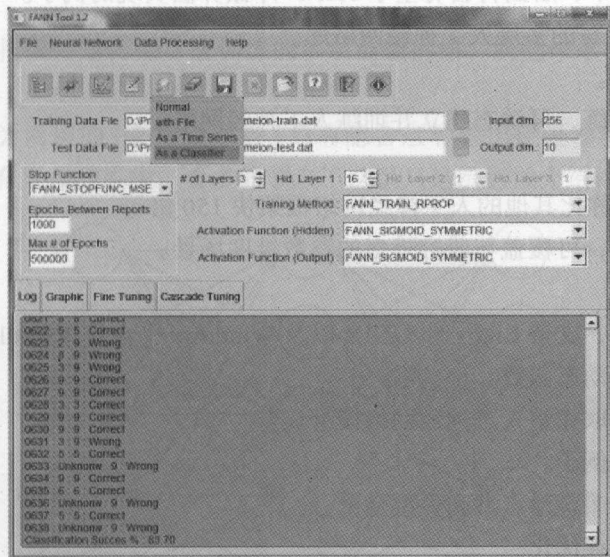 FANN Tool 1.2
File Neural Network Data Processing Help
Normal
with File
As a Time Series
As a Classifier
Training Data File D:\Pr meion-train.dat Input dim. 256
Test Data File D:\Pr meion-test.dat Output dim. 10
Stop Function
FANN_STOPFUNC_MSE
# of Layers 3 Hid. Layer 1 : 16 Hid. Layer 2 : 1 Hid. Layer 3 : 1
Epochs Between Reports
1000
Training Method FANN_TRAIN_RPROP
Max # of Epochs
500000
Activation Function (Hidden) FANN_SIGMOID_SYMMETRIC
Activation Function (Output) FANN_SIGMOID_SYMMETRIC
Log Graphic Fine Tuning Cascade Tuning
0622 : 5 : 5 : Correct
0623 : 2 : 9 : Wrong
0624 : 9 : Wrong
0625 : 3 : 9 : Wrong
0626 : 9 : 9 : Correct
0627 : 9 : 9 : Correct
0628 : 3 : 3 : Correct
0629 : 9 : 9 : Correct
0630 : 9 : 9 : Correct
0631 : 3 : 9 : Wrong
0632 : 5 : 5 : Correct
0633 : Unknonw : 9 : Wrong
0634 : 9 : 9 : Correct
0635 : 6 : 6 : Correct
0636 : Unknonw : 9 : Wrong
0637 : 5 : 5 : Correct
0638 : Unknonw : 9 : Wrong
Classification Succes % : 83.70